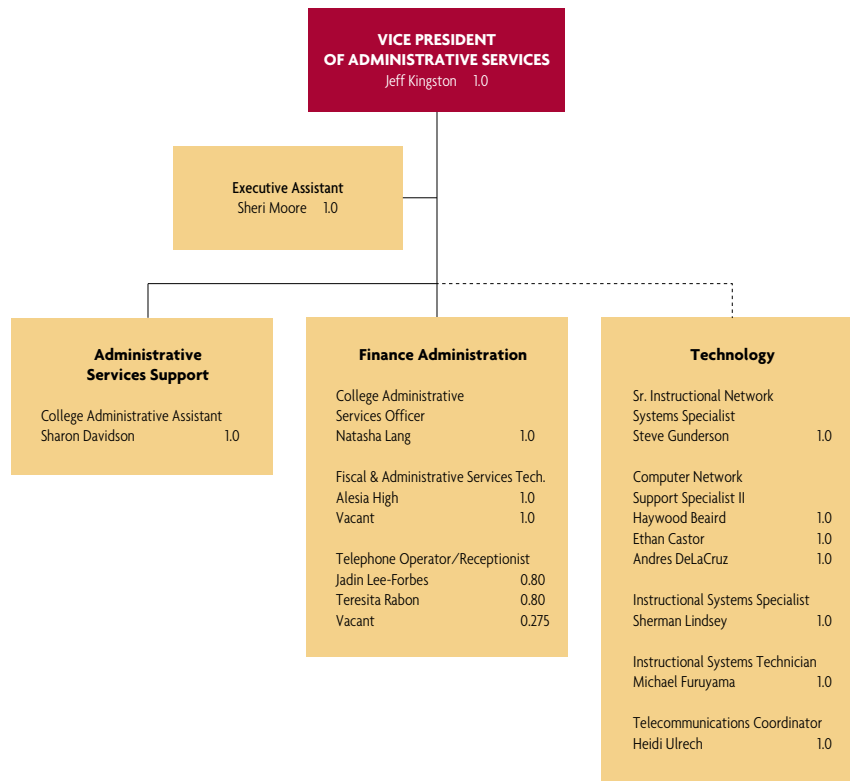 VICE PRESIDENT
OF ADMINISTRATIVE SERVICES
Jeff Kingston 1.0
Executive Assistant
Sheri Moore 1.0
Administrative
Services Support
College Administrative Assistant
Sharon Davidson 1.0
Finance Administration
College Administrative
Services Officer
Natasha Lang 1.0
Fiscal & Administrative Services Tech.
Alesia High 1.0
Vacant 1.0
Telephone Operator/Receptionist
Jadin Lee-Forbes 0.80
Teresita Rabon 0.80
Vacant 0.275
Technology
Sr. Instructional Network
Systems Specialist
Steve Gunderson 1.0
Computer Network
Support Specialist II
Haywood Beaird 1.0
Ethan Castor 1.0
Andres DeLaCruz 1.0
Instructional Systems Specialist
Sherman Lindsey 1.0
Instructional Systems Technician
Michael Furuyama 1.0
Telecommunications Coordinator
Heidi Ulrech 1.0